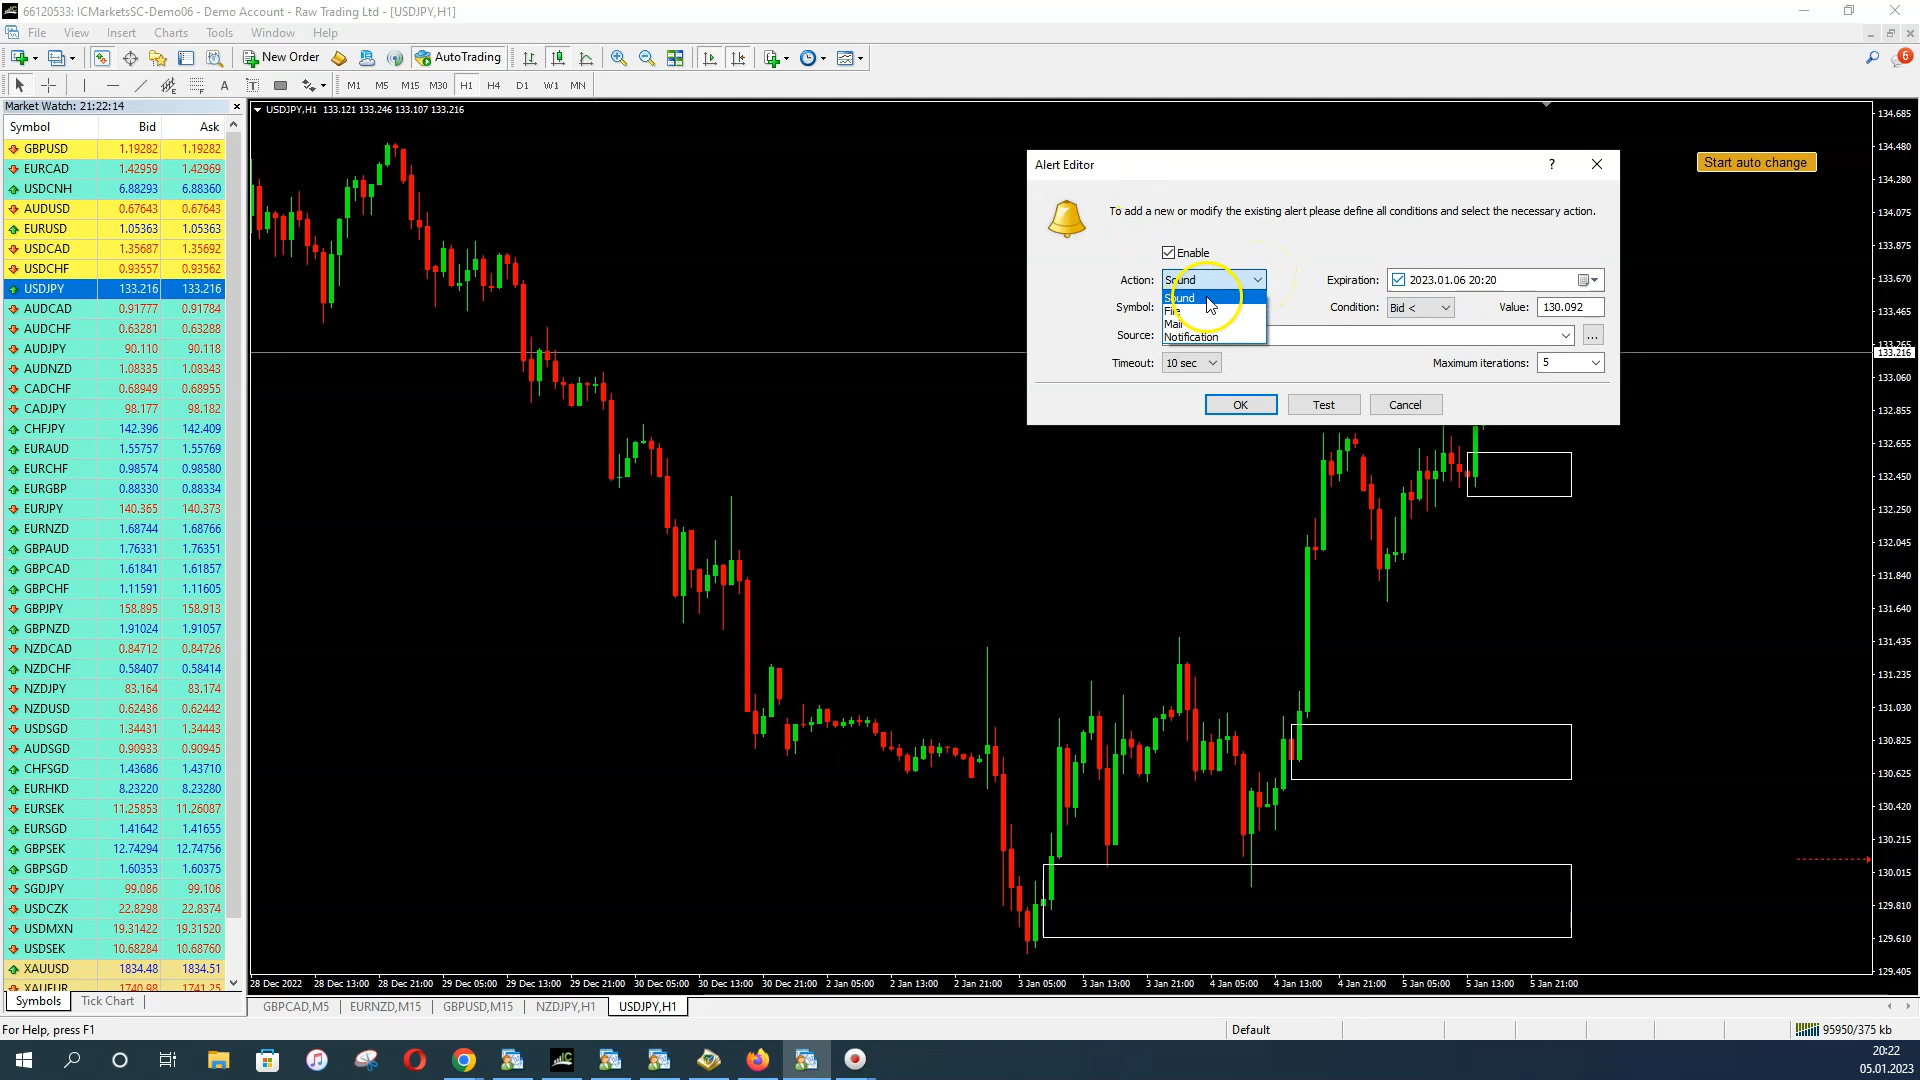 66120533: ICMarketsSC-Demo06 - Demo Account - Raw Trading Ltd - [USDJPY,H1]
File View Insert Charts Tools Window Help
New Order AutoTrading
6
A T M1 M5 M15 M30 H1 H4 D1 W1 MN
Market Watch: 21:22:14
Symbol Bid Ask
GBPUSD 1.19282 1.19282
EURCAD 1.42959 1.42969
USDCNH 6.88293 6.88360
AUDUSD 0.67643 0.67643
EURUSD 1.05363 1.05363
USDCAD 1.35687 1.35692
USDCHF 0.93557 0.93562
USDJPY 133.216 133.216
AUDCAD 0.91777 0.91784
AUDCHF 0.63281 0.63288
AUDJPY 90.110 90.118
AUDNZD 1.08335 1.08343
CADCHF 0.68949 0.68955
CADJPY 98.177 98.182
CHFJPY 142.396 142.409
EURAUD 1.55757 1.55769
EURCHF 0.98574 0.98580
EURGBP 0.88330 0.88334
EURJPY 140.365 140.373
EURNZD 1.68744 1.68766
GBPAUD 1.76331 1.76351
GBPCAD 1.61841 1.61857
GBPCHF 1.11591 1.11605
GBPJPY 158.895 158.913
GBPNZD 1.91024 1.91057
NZDCAD 0.84712 0.84726
NZDCHF 0.58407 0.58414
NZDJPY 83.164 83.174
NZDUSD 0.62436 0.62442
USDSGD 1.34431 1.34443
AUDSGD 0.90933 0.90945
CHFSGD 1.43686 1.43710
EURHKD 8.23220 8.23280
EURSEK 11.25853 11.26087
EURSGD 1.41642 1.41655
GBPSEK 12.74294 12.74756
GBPSGD 1.60353 1.60375
SGDJPY 99.086 99.106
USDCZK 22.8298 22.8374
USDMXN 19.31422 19.31520
USDSEK 10.68284 10.68760
XAUUSD 1834.48 1834.51
XAUEUR 1740.98 1741.25
Symbols Tick Chart
USDJPY,H1 133.121 133.246 133.107 133.216
Start auto change
Alert Editor ?
To add a new or modify the existing alert please define all conditions and select the necessary action.
Enable
Action: Sound Expiration: 2023.01.06 20:20
Sound
Symbol: File Condition: Bid < Value: 130.092
Mail
Source: Notification ...
Timeout: 10 sec Maximum iterations: 5
OK Test Cancel
134.685
134.480
134.280
134.075
133.875
133.670
133.465
133.265
133.216
133.060
132.855
132.655
132.450
132.250
132.045
131.840
131.640
131.435
131.235
131.030
130.825
130.625
130.420
130.215
130.015
129.810
129.610
129.405
28 Dec 2022 28 Dec 13:00 28 Dec 21:00 29 Dec 05:00 29 Dec 13:00 29 Dec 21:00 30 Dec 05:00 30 Dec 13:00 30 Dec 21:00 2 Jan 05:00 2 Jan 13:00 2 Jan 21:00 3 Jan 05:00 3 Jan 13:00 3 Jan 21:00 4 Jan 05:00 4 Jan 13:00 4 Jan 21:00 5 Jan 05:00 5 Jan 13:00 5 Jan 21:00
GBPCAD,M5 EURNZD,M15 GBPUSD,M15 NZDJPY,H1 USDJPY,H1
For Help, press F1 Default 95950/375 kb
20:22
05.01.2023